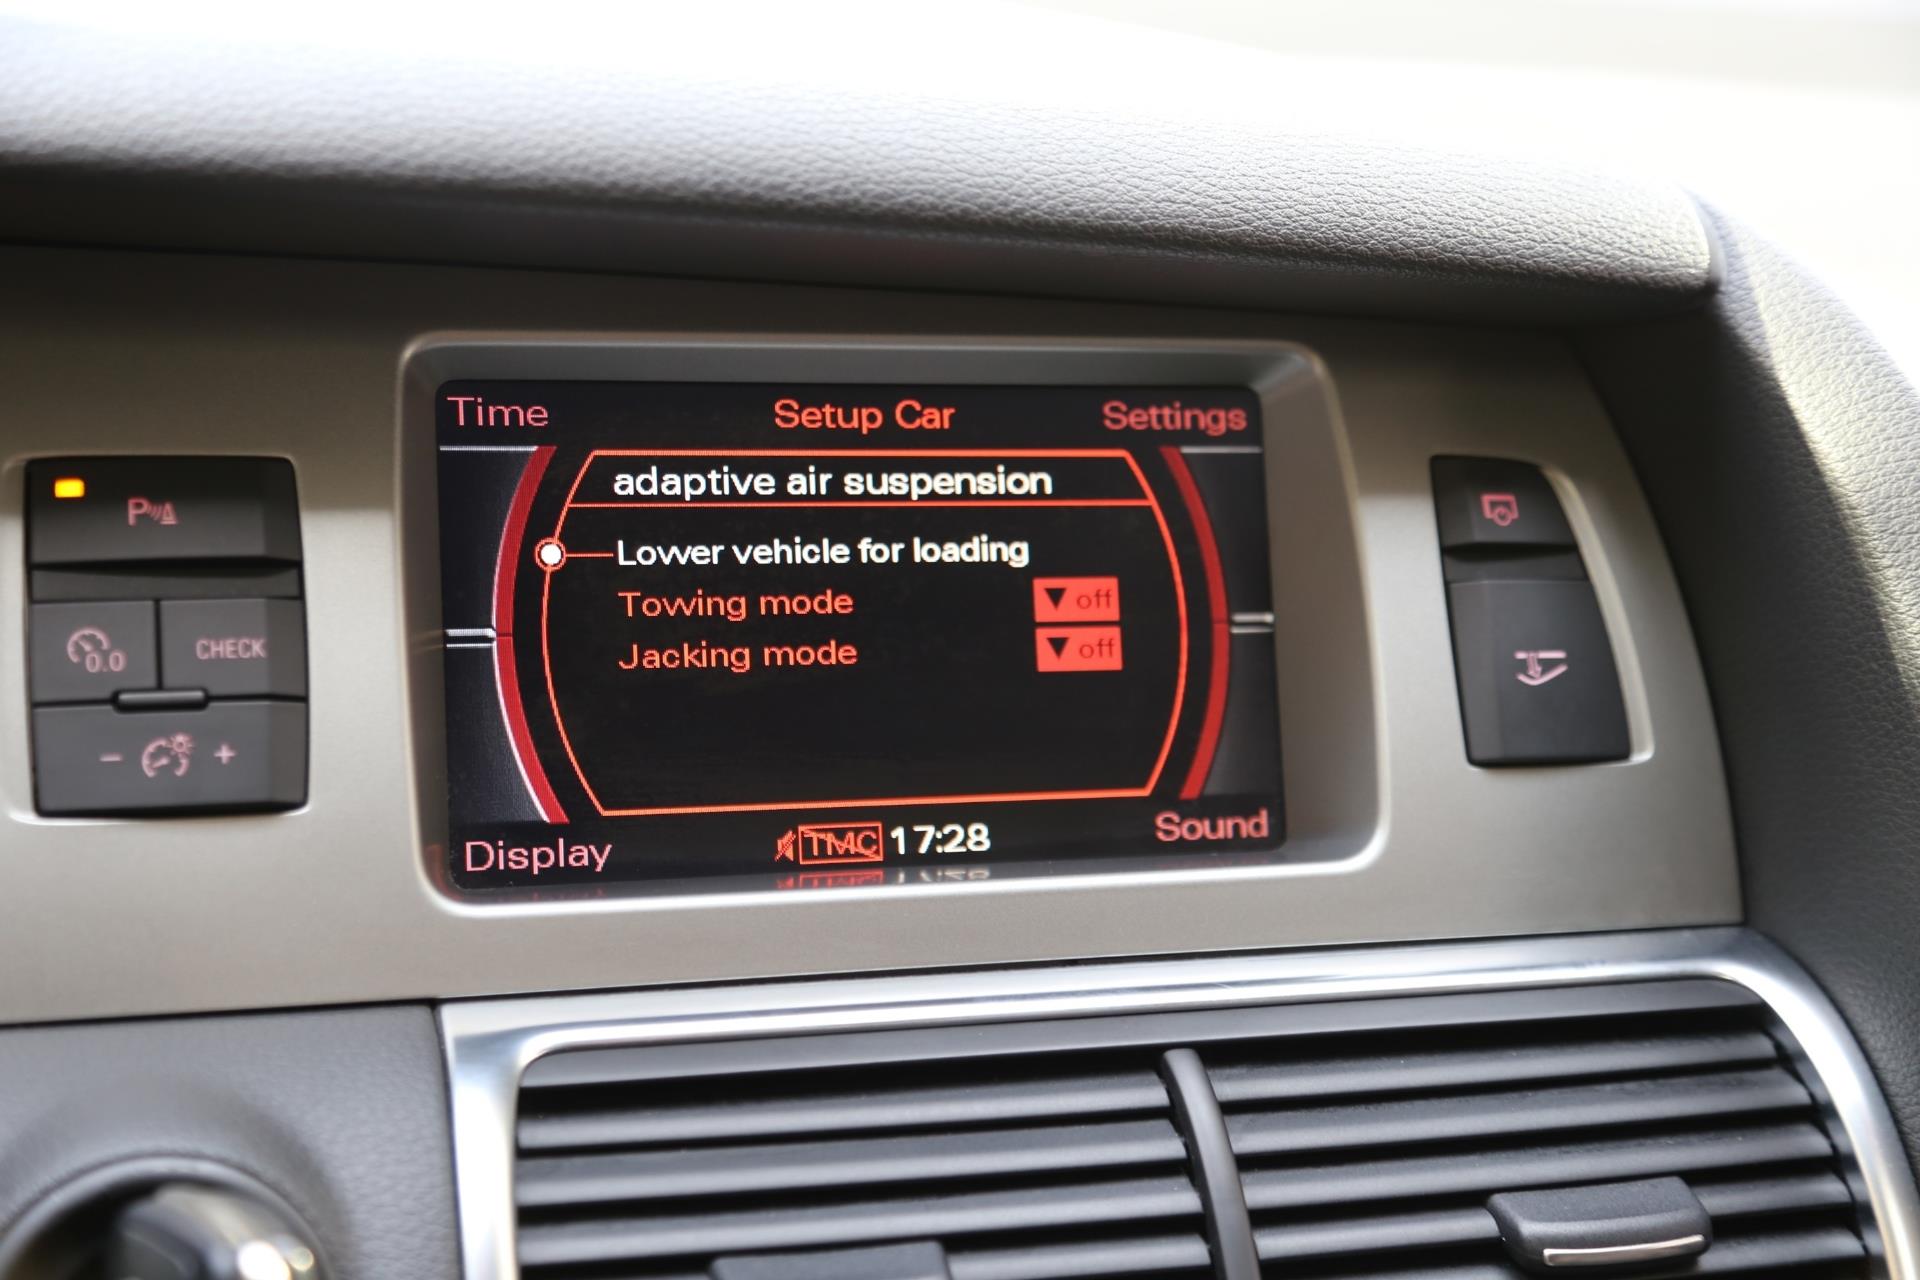 Time Setup Car Settings
adaptive air suspension
Lower vehicle for loading
Towing mode ▼ off
Jacking mode ▼ off
Display TMC 17:28 Sound
P
0.0 CHECK
− +